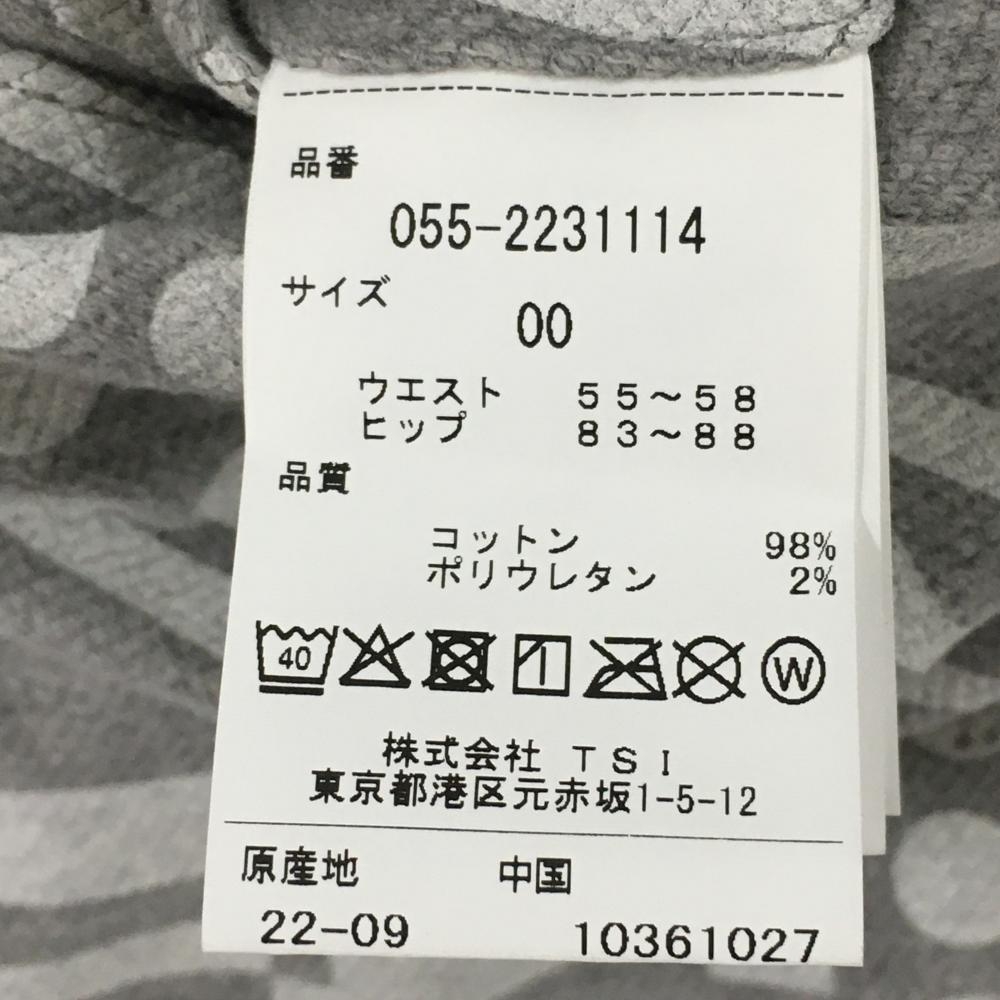 品番
055-2231114
サイズ
00
ウエスト 55～58
ヒップ 83～88
品質
コットン 98%
ポリウレタン 2%
40 W
株式会社 TSI
東京都港区元赤坂1-5-12
原産地 中国
22-09 10361027